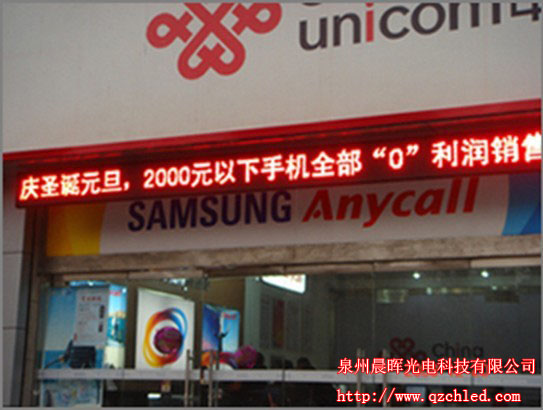 unicom
庆圣诞元旦，2000元以下手机全部“0”利润销售
SAMSUNG Anycall
China
泉州晨晖光电科技有限公司
http://www.qzchled.com/